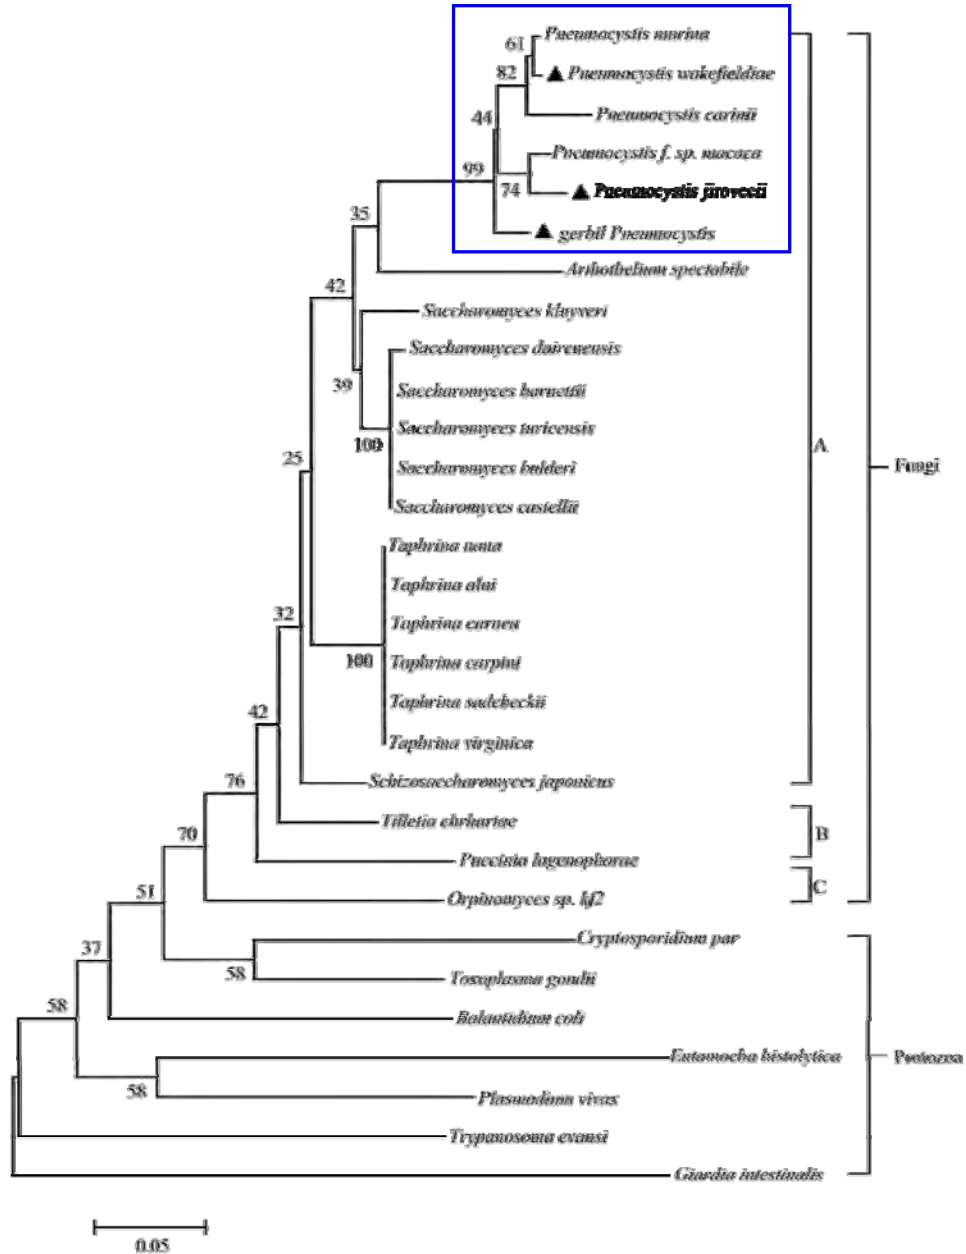 Pneumocystis murina
61
Pneumocystis wakefieldiae
82
Pneumocystis carinii
44
Pneumocystis f. sp. macaca
99
74
Pneumocystis jirovecii
35
gerbil Pneumocystis
Arthothelium spectabile
42
Saccharomyces kluyveri
Saccharomyces dairenensis
39
Saccharomyces barnettii
Saccharomyces turicensis
100
A
25
Saccharomyces bulderi
Fungi
Saccharomyces castellii
Taphrina nana
Taphrina alni
32
Taphrina carnea
100
Taphrina carpini
Taphrina sadebeckii
42
Taphrina virginica
76
Schizosaccharomyces japonicus
Tilletia ehrhartae
70
B
Puccinia lagenophorae
51
C
Orpinomyces sp. kf2
Cryptosporidium par
37
58
Toxoplasma gondii
58
Balantidium coli
Entamoeba histolytica
Protozoa
58
Plasmodium vivax
Trypanosoma evansi
Giardia intestinalis
0.05